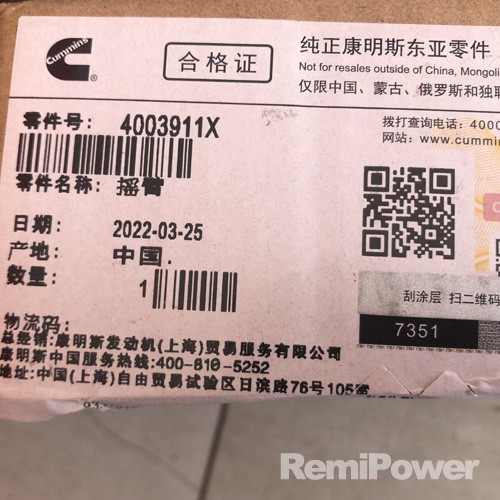 Cummins
合格证
纯正康明斯东亚零件
Not for resales outside of China, Mongoli
仅限中国、蒙古、俄罗斯和独联
零件号: 4003911X
拨打查询电话: 400
网站: www.cummin
零件名称: 摇臂
日期: 2022-03-25
产地: 中国.
数量: 1
刮涂层 扫二维码
7351
物流码:
总经销:康明斯发动机(上海)贸易服务有限公司
康明斯中国服务热线:400-810-5252
地址:中国(上海)自由贸易试验区日滨路76号105室
RemiPower